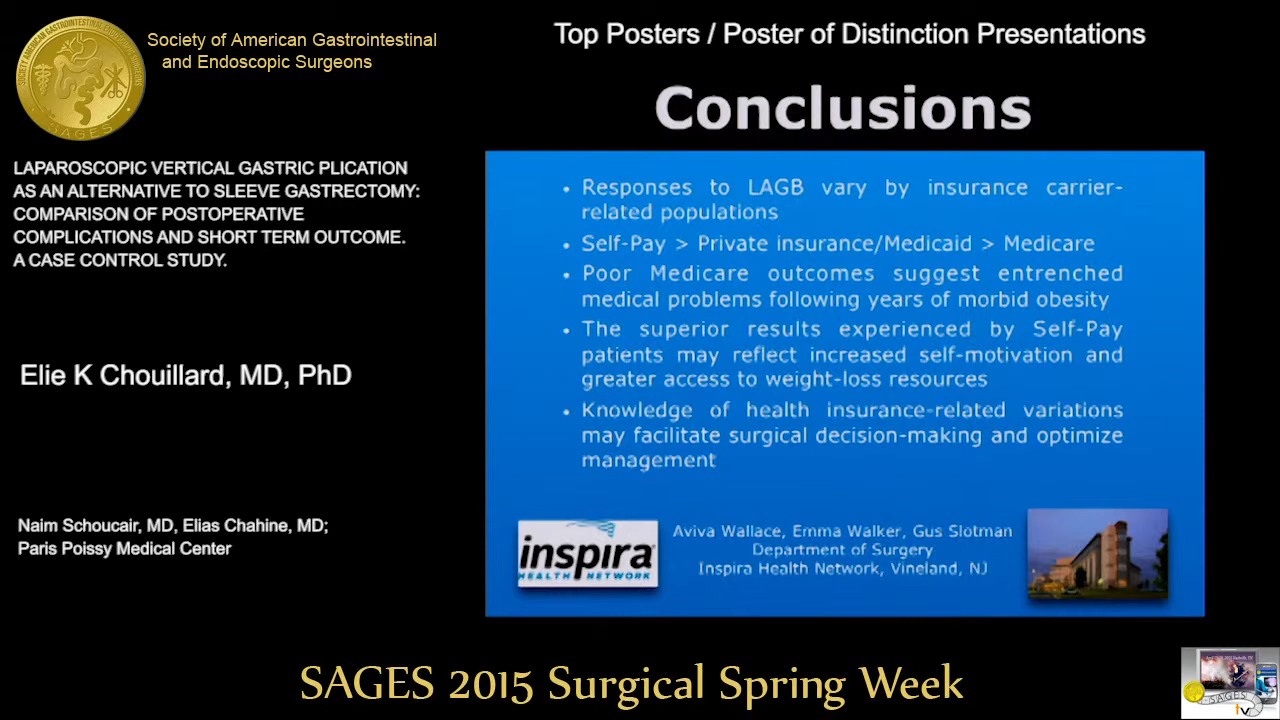 Society of American Gastrointestinal
and Endoscopic Surgeons
SAGES
Top Posters / Poster of Distinction Presentations
LAPAROSCOPIC VERTICAL GASTRIC PLICATION
AS AN ALTERNATIVE TO SLEEVE GASTRECTOMY:
COMPARISON OF POSTOPERATIVE
COMPLICATIONS AND SHORT TERM OUTCOME.
A CASE CONTROL STUDY.
Elie K Chouillard, MD, PhD
Naim Schoucair, MD, Elias Chahine, MD;
Paris Poissy Medical Center
Conclusions
• Responses to LAGB vary by insurance carrier-
related populations
• Self-Pay > Private insurance/Medicaid > Medicare
• Poor Medicare outcomes suggest entrenched
medical problems following years of morbid obesity
• The superior results experienced by Self-Pay
patients may reflect increased self-motivation and
greater access to weight-loss resources
• Knowledge of health insurance-related variations
may facilitate surgical decision-making and optimize
management
inspira
HEALTH NETWORK
Aviva Wallace, Emma Walker, Gus Slotman
Department of Surgery
Inspira Health Network, Vineland, NJ
SAGES 2015 Surgical Spring Week
SAGES
tv